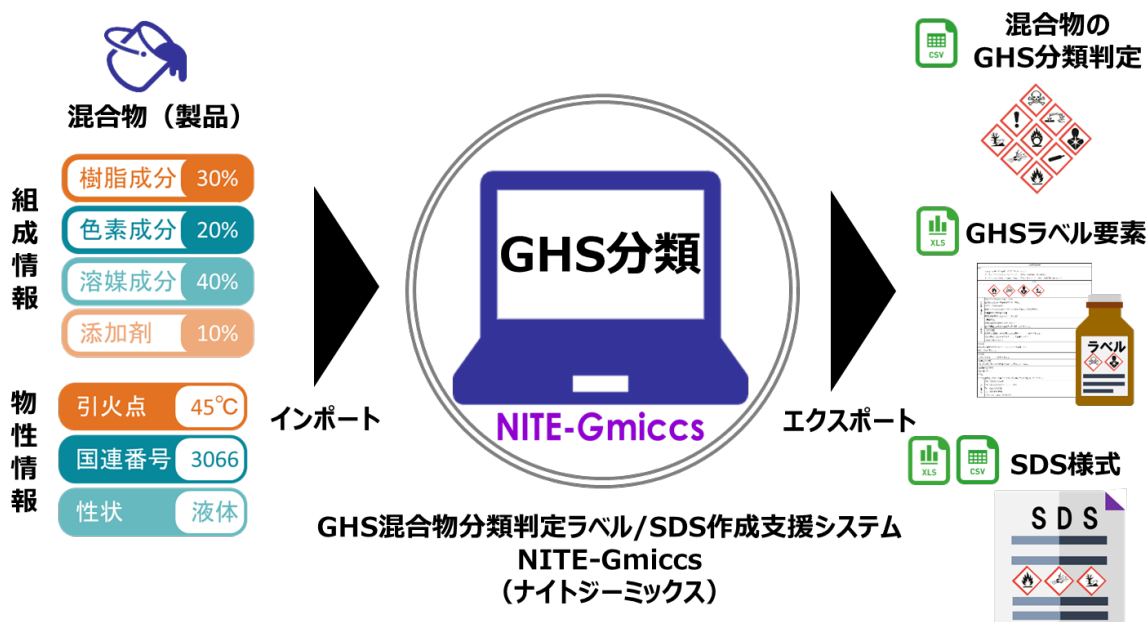 混合物（製品）
組成情報
樹脂成分 30%
色素成分 20%
溶媒成分 40%
添加剤 10%
物性情報
引火点 45℃
国連番号 3066
性状 液体
インポート
GHS分類
NITE-Gmiccs
エクスポート
GHS混合物分類判定ラベル/SDS作成支援システム
NITE-Gmiccs
（ナイトジーミックス）
CSV
混合物の
GHS分類判定
XLS
GHSラベル要素
ラベル
XLS
CSV
SDS様式
SDS